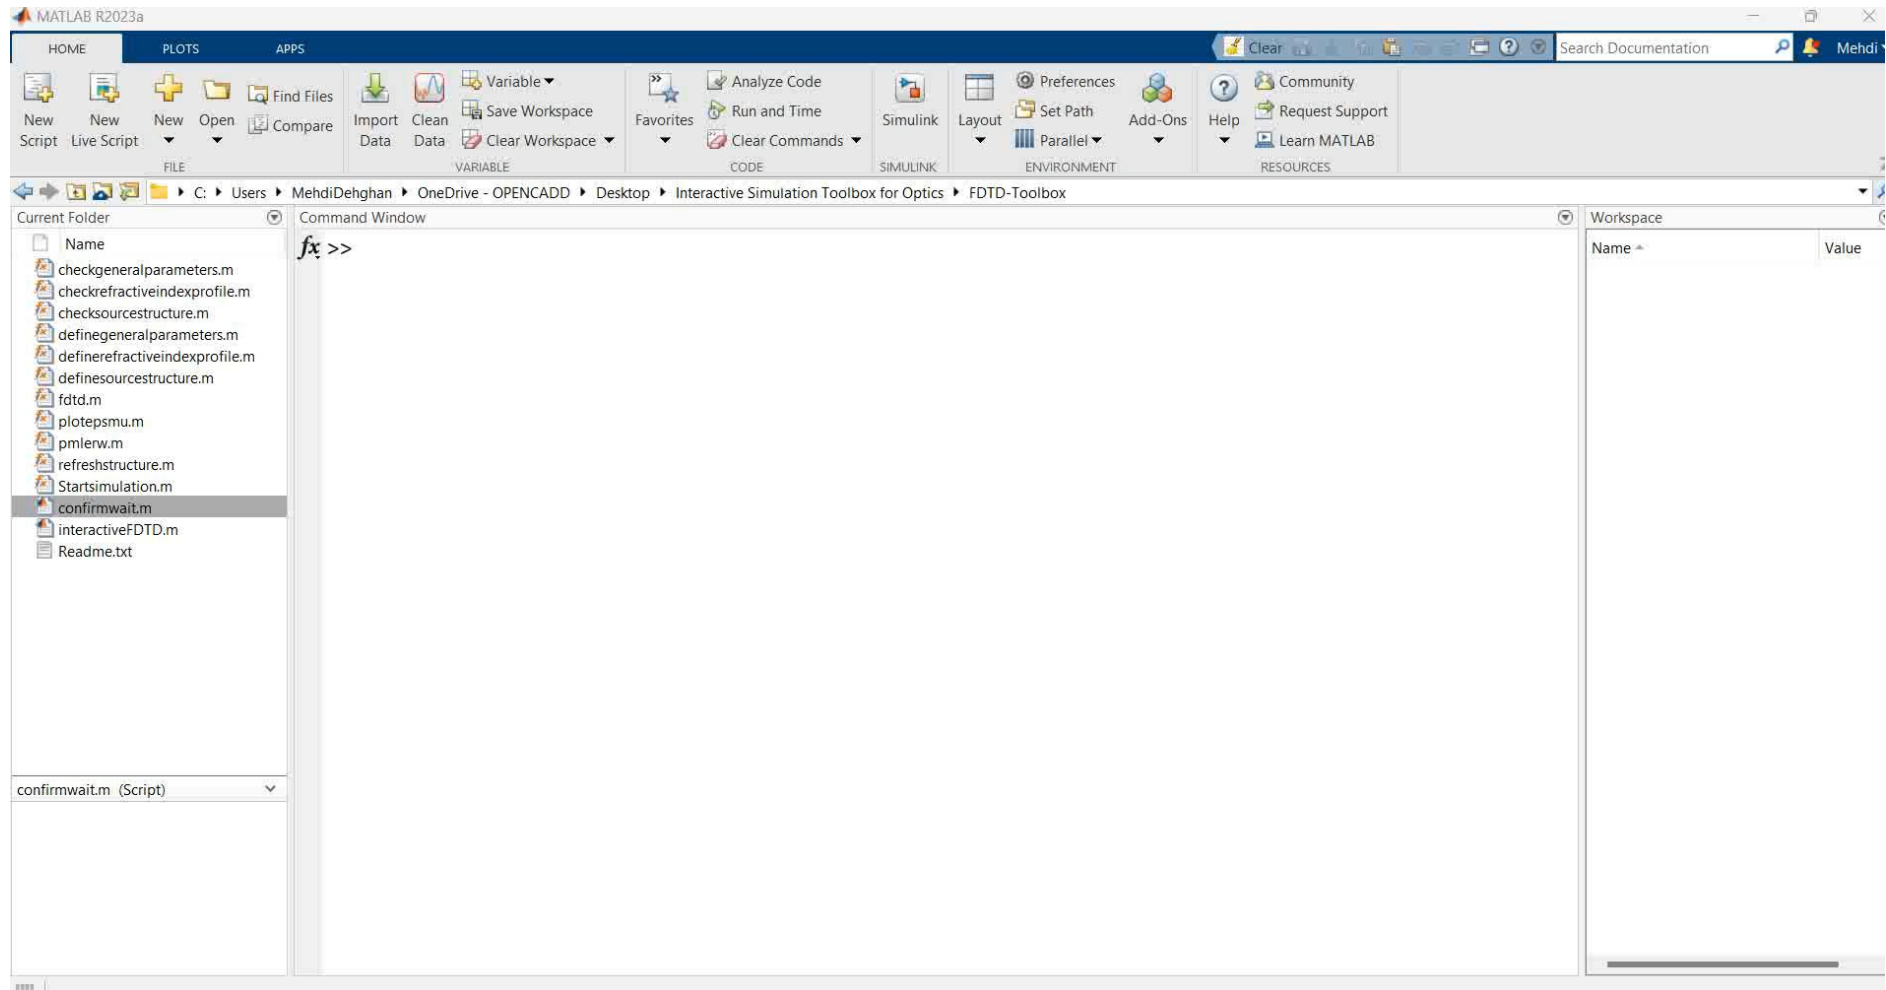 MATLAB R2023a
HOME PLOTS APPS Clear Search Documentation Mehdi
New Script New Live Script New Open Find Files Compare Import Data Clean Data Variable Save Workspace Clear Workspace Favorites Analyze Code Run and Time Clear Commands Simulink Layout Preferences Set Path Parallel Add-Ons Help Community Request Support Learn MATLAB
FILE VARIABLE CODE SIMULINK ENVIRONMENT RESOURCES
C: Users MehdiDehghan OneDrive - OPENCADD Desktop Interactive Simulation Toolbox for Optics FDTD-Toolbox
Current Folder
Name
checkgeneralparameters.m
checkrefractiveindexprofile.m
checksourcestructure.m
definegeneralparameters.m
definerefractiveindexprofile.m
definesourcestructure.m
fdtd.m
plotepsmu.m
pmlerw.m
refreshstructure.m
Startsimulation.m
confirmwait.m
interactiveFDTD.m
Readme.txt
confirmwait.m (Script)
Command Window
fx >>
Workspace
Name Value